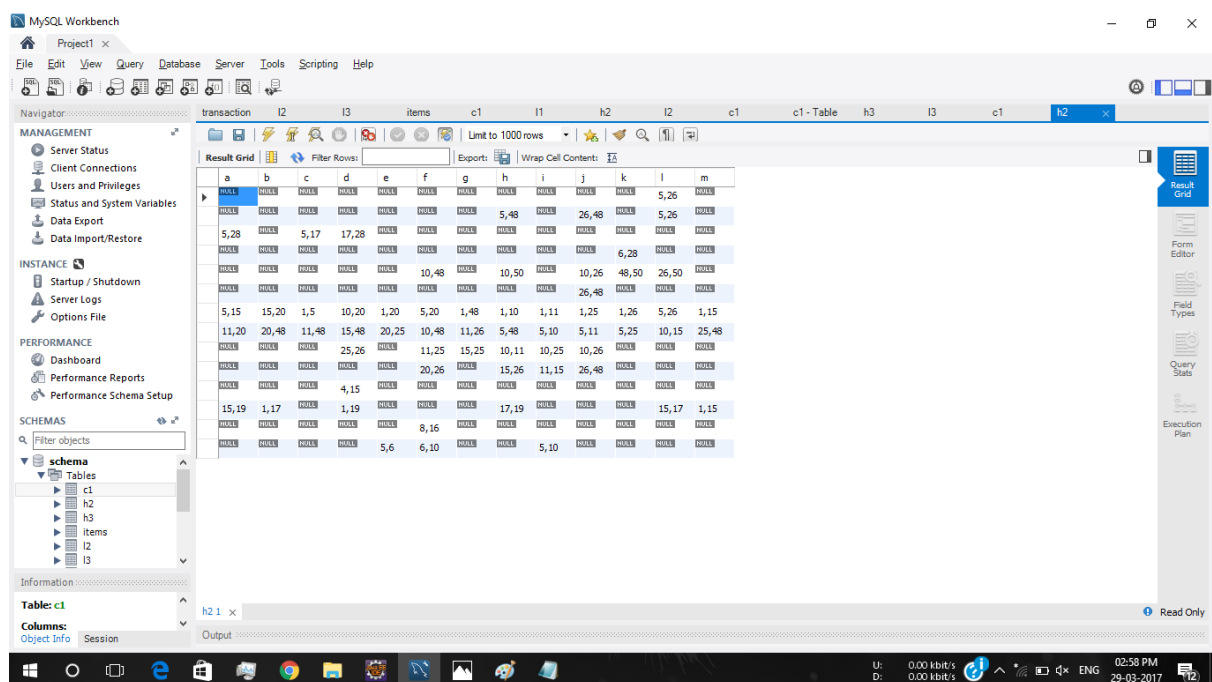 MySQL Workbench
Project1 ×
File Edit View Query Database Server Tools Scripting Help
Navigator
transaction l2 l3 items c1 l1 h2 l2 c1 c1 - Table h3 l3 c1 h2 ×
MANAGEMENT
Server Status
Client Connections
Users and Privileges
Status and System Variables
Data Export
Data Import/Restore
INSTANCE
Startup / Shutdown
Server Logs
Options File
PERFORMANCE
Dashboard
Performance Reports
Performance Schema Setup
SCHEMAS
Filter objects
schema
Tables
c1
h2
h3
items
l2
l3
Information
Table: c1
Columns:
Object Info Session
Limit to 1000 rows
Result Grid Filter Rows: Export: Wrap Cell Content:
a b c d e f g h i j k l m
NULL NULL NULL NULL NULL NULL NULL NULL NULL NULL NULL 5,26 NULL
NULL NULL NULL NULL NULL NULL NULL 5,48 NULL 26,48 NULL 5,26 NULL
5,28 NULL 5,17 17,28 NULL NULL NULL NULL NULL NULL NULL NULL NULL
NULL NULL NULL NULL NULL NULL NULL NULL NULL NULL 6,28 NULL NULL
NULL NULL NULL NULL NULL 10,48 NULL 10,50 NULL 10,26 48,50 26,50 NULL
NULL NULL NULL NULL NULL NULL NULL NULL NULL 26,48 NULL NULL NULL
5,15 15,20 1,5 10,20 1,20 5,20 1,48 1,10 1,11 1,25 1,26 5,26 1,15
11,20 20,48 11,48 15,48 20,25 10,48 11,26 5,48 5,10 5,11 5,25 10,15 25,48
NULL NULL NULL 25,26 NULL 11,25 15,25 10,11 10,25 10,26 NULL NULL NULL
NULL NULL NULL NULL NULL 20,26 NULL 15,26 11,15 26,48 NULL NULL NULL
NULL NULL NULL 4,15 NULL NULL NULL NULL NULL NULL NULL NULL NULL
15,19 1,17 NULL 1,19 NULL NULL NULL 17,19 NULL NULL NULL 15,17 1,15
NULL NULL NULL NULL NULL 8,16 NULL NULL NULL NULL NULL NULL NULL
NULL NULL NULL NULL 5,6 6,10 NULL NULL 5,10 NULL NULL NULL NULL
Result Grid
Form Editor
Field Types
Query Stats
Execution Plan
h2 1 ×
Read Only
Output
U: 0.00 kbit/s
D: 0.00 kbit/s
ENG
02:58 PM
29-03-2017
12